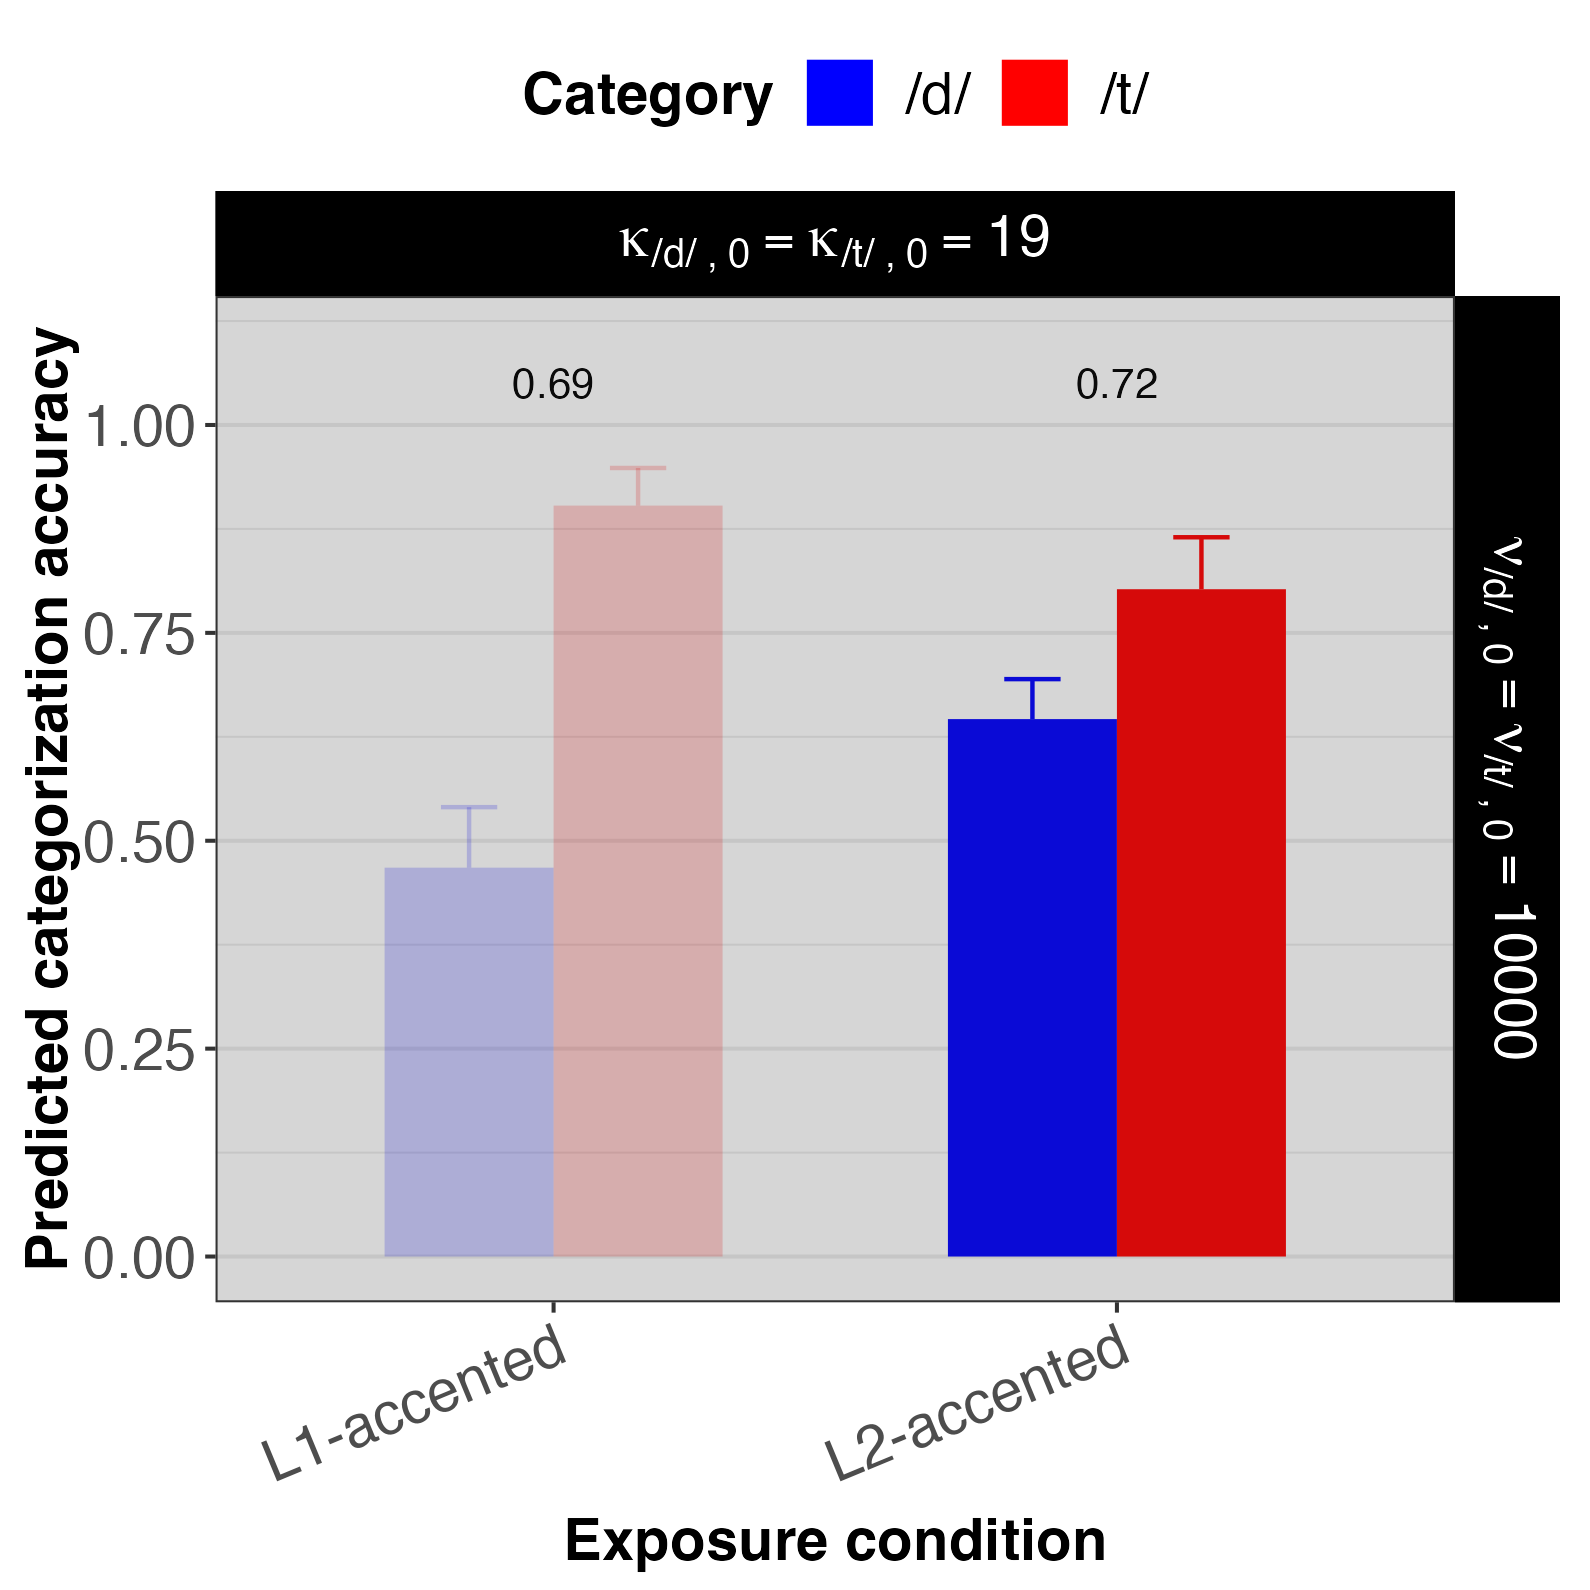 Category /d/ /t/
κ/d/ , 0 = κ/t/ , 0 = 19
ν/d/ , 0 = ν/t/ , 0 = 10000
Predicted categorization accuracy
0.69 0.72
1.00
0.75
0.50
0.25
0.00
L1-accented L2-accented
Exposure condition